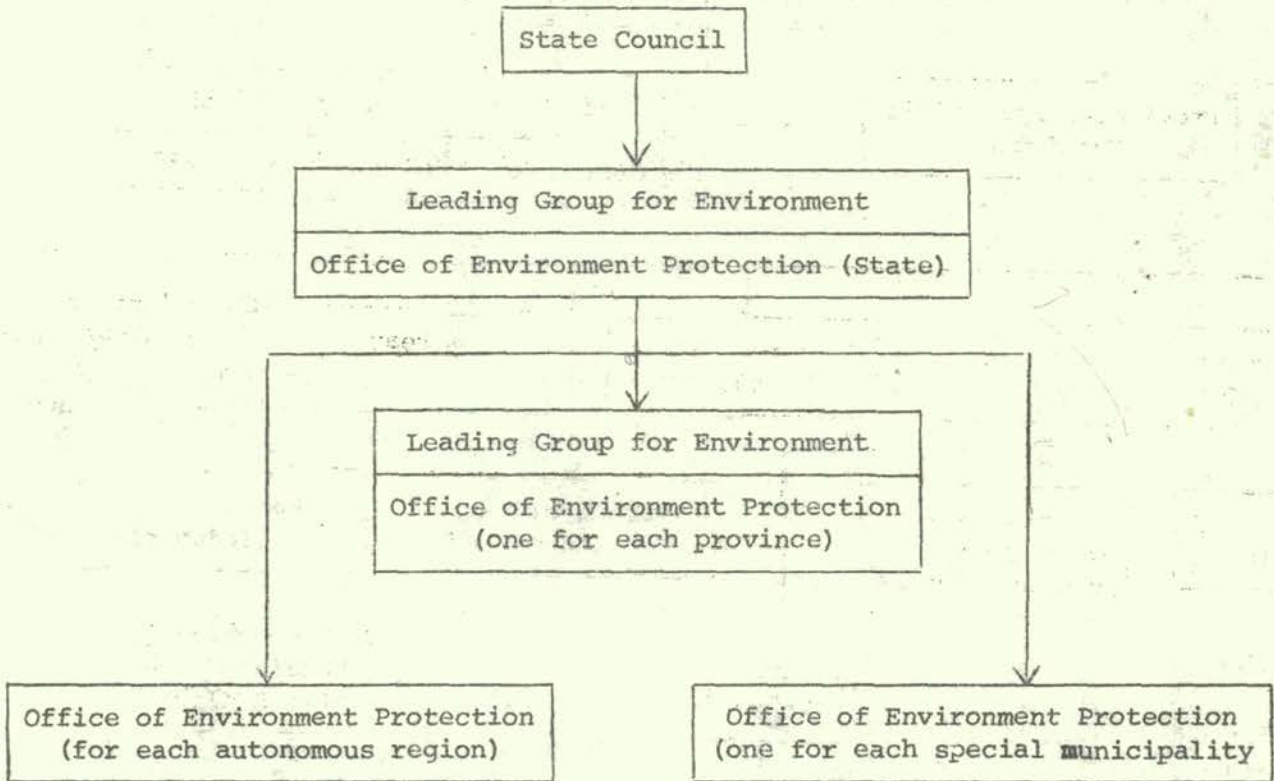 State Council
Leading Group for Environment
Office of Environment Protection (State)
Leading Group for Environment
Office of Environment Protection
(one for each province)
Office of Environment Protection
(for each autonomous region)
Office of Environment Protection
(one for each special municipality